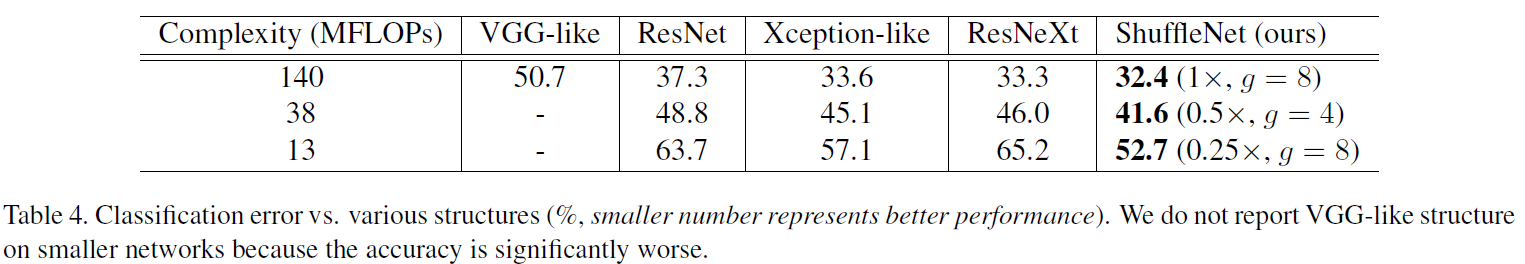 Complexity (MFLOPs) VGG-like ResNet Xception-like ResNeXt ShuffleNet (ours)
140 50.7 37.3 33.6 33.3 32.4 (1×, g = 8)
38 - 48.8 45.1 46.0 41.6 (0.5×, g = 4)
13 - 63.7 57.1 65.2 52.7 (0.25×, g = 8)
Table 4. Classification error vs. various structures (%, smaller number represents better performance). We do not report VGG-like structure
on smaller networks because the accuracy is significantly worse.